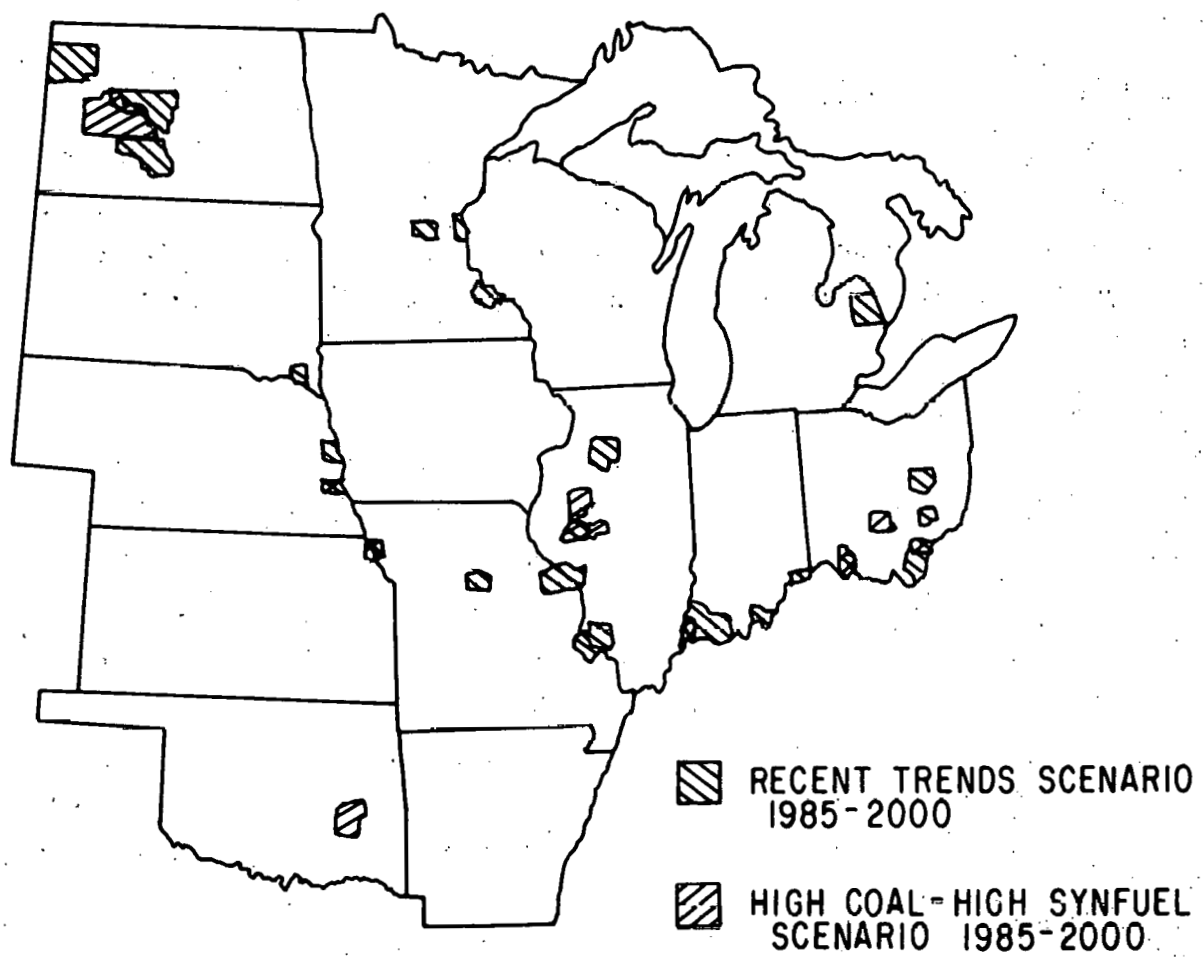 RECENT TRENDS SCENARIO
1985-2000
HIGH COAL-HIGH SYNFUEL
SCENARIO 1985-2000